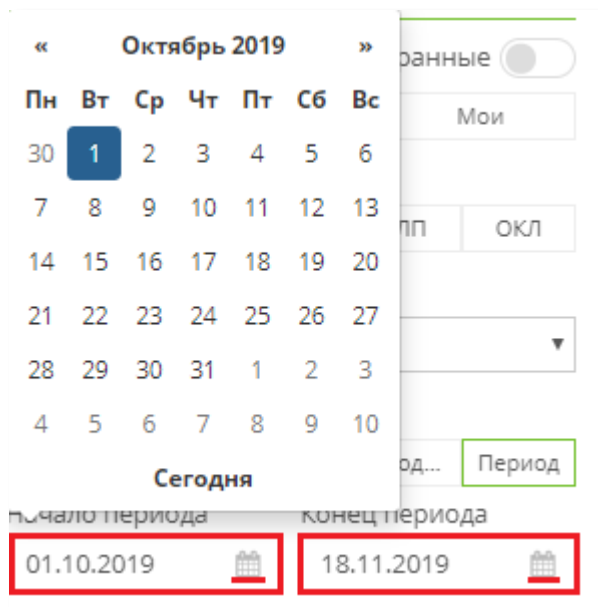 « Октябрь 2019 »
ранные
Пн Вт Ср Чт Пт Сб Вс
Мои
30 1 2 3 4 5 6
7 8 9 10 11 12 13
ЛП ОКЛ
14 15 16 17 18 19 20
21 22 23 24 25 26 27
28 29 30 31 1 2 3
4 5 6 7 8 9 10
од... Период
Сегодня
Начало периода Конец периода
01.10.2019 18.11.2019